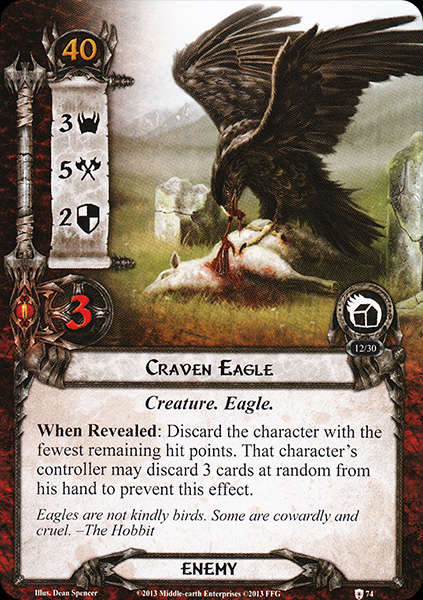 40
3
5
2
3
12/30
Craven Eagle
Creature. Eagle.
When Revealed: Discard the character with the
fewest remaining hit points. That character's
controller may discard 3 cards at random from
his hand to prevent this effect.
Eagles are not kindly birds. Some are cowardly and
cruel. –The Hobbit
ENEMY
Illus. Dean Spencer ©2013 Middle-earth Enterprises ©2013 FFG 74